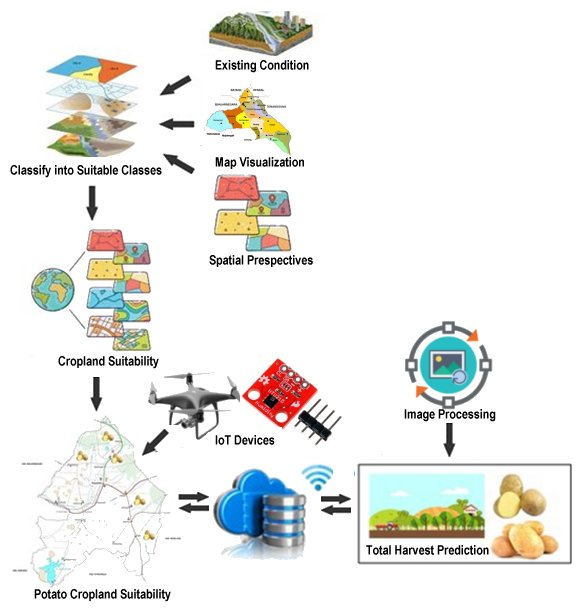 Existing Condition
Map Visualization
Classify into Suitable Classes
Spatial Prespectives
Cropland Suitability
IoT Devices
Image Processing
Total Harvest Prediction
Potato Cropland Suitability